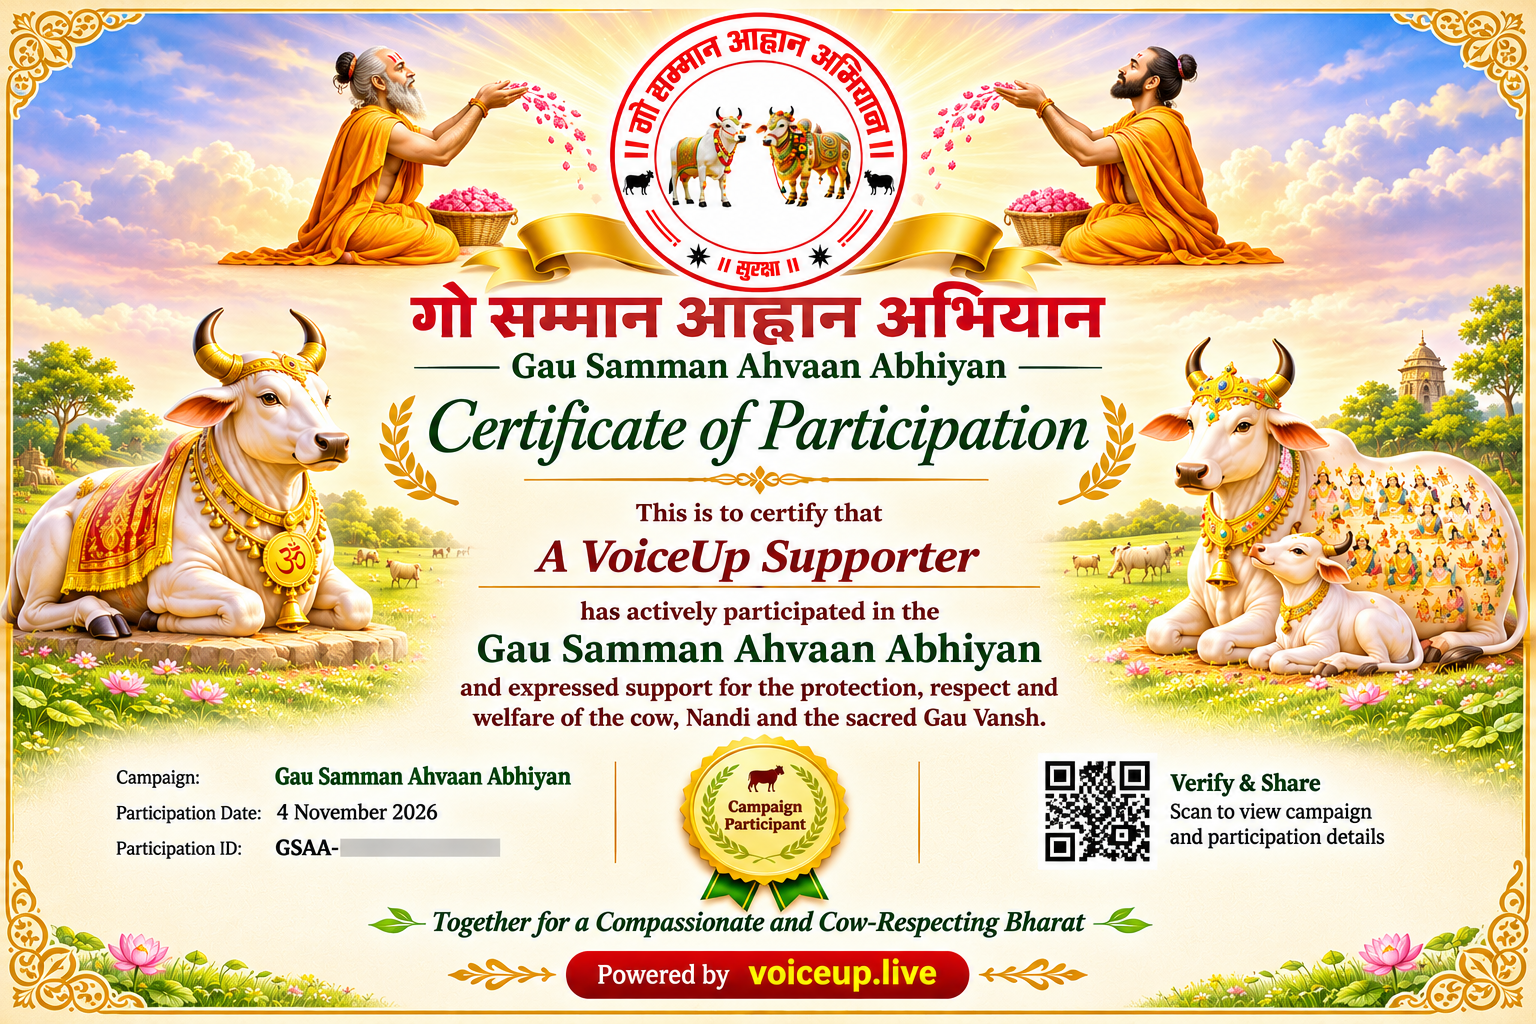 ॥ गो सम्मान आह्वान अभियान ॥
॥ सुरक्षा ॥
गो सम्मान आह्वान अभियान
Gau Samman Ahvaan Abhiyan
Certificate of Participation
This is to certify that
A VoiceUp Supporter
has actively participated in the
Gau Samman Ahvaan Abhiyan
and expressed support for the protection, respect and
welfare of the cow, Nandi and the sacred Gau Vansh.
ॐ
Campaign: Gau Samman Ahvaan Abhiyan
Participation Date: 4 November 2026
Participation ID: GSAA-
Campaign
Participant
Verify & Share
Scan to view campaign
and participation details
Together for a Compassionate and Cow-Respecting Bharat
Powered by voiceup.live